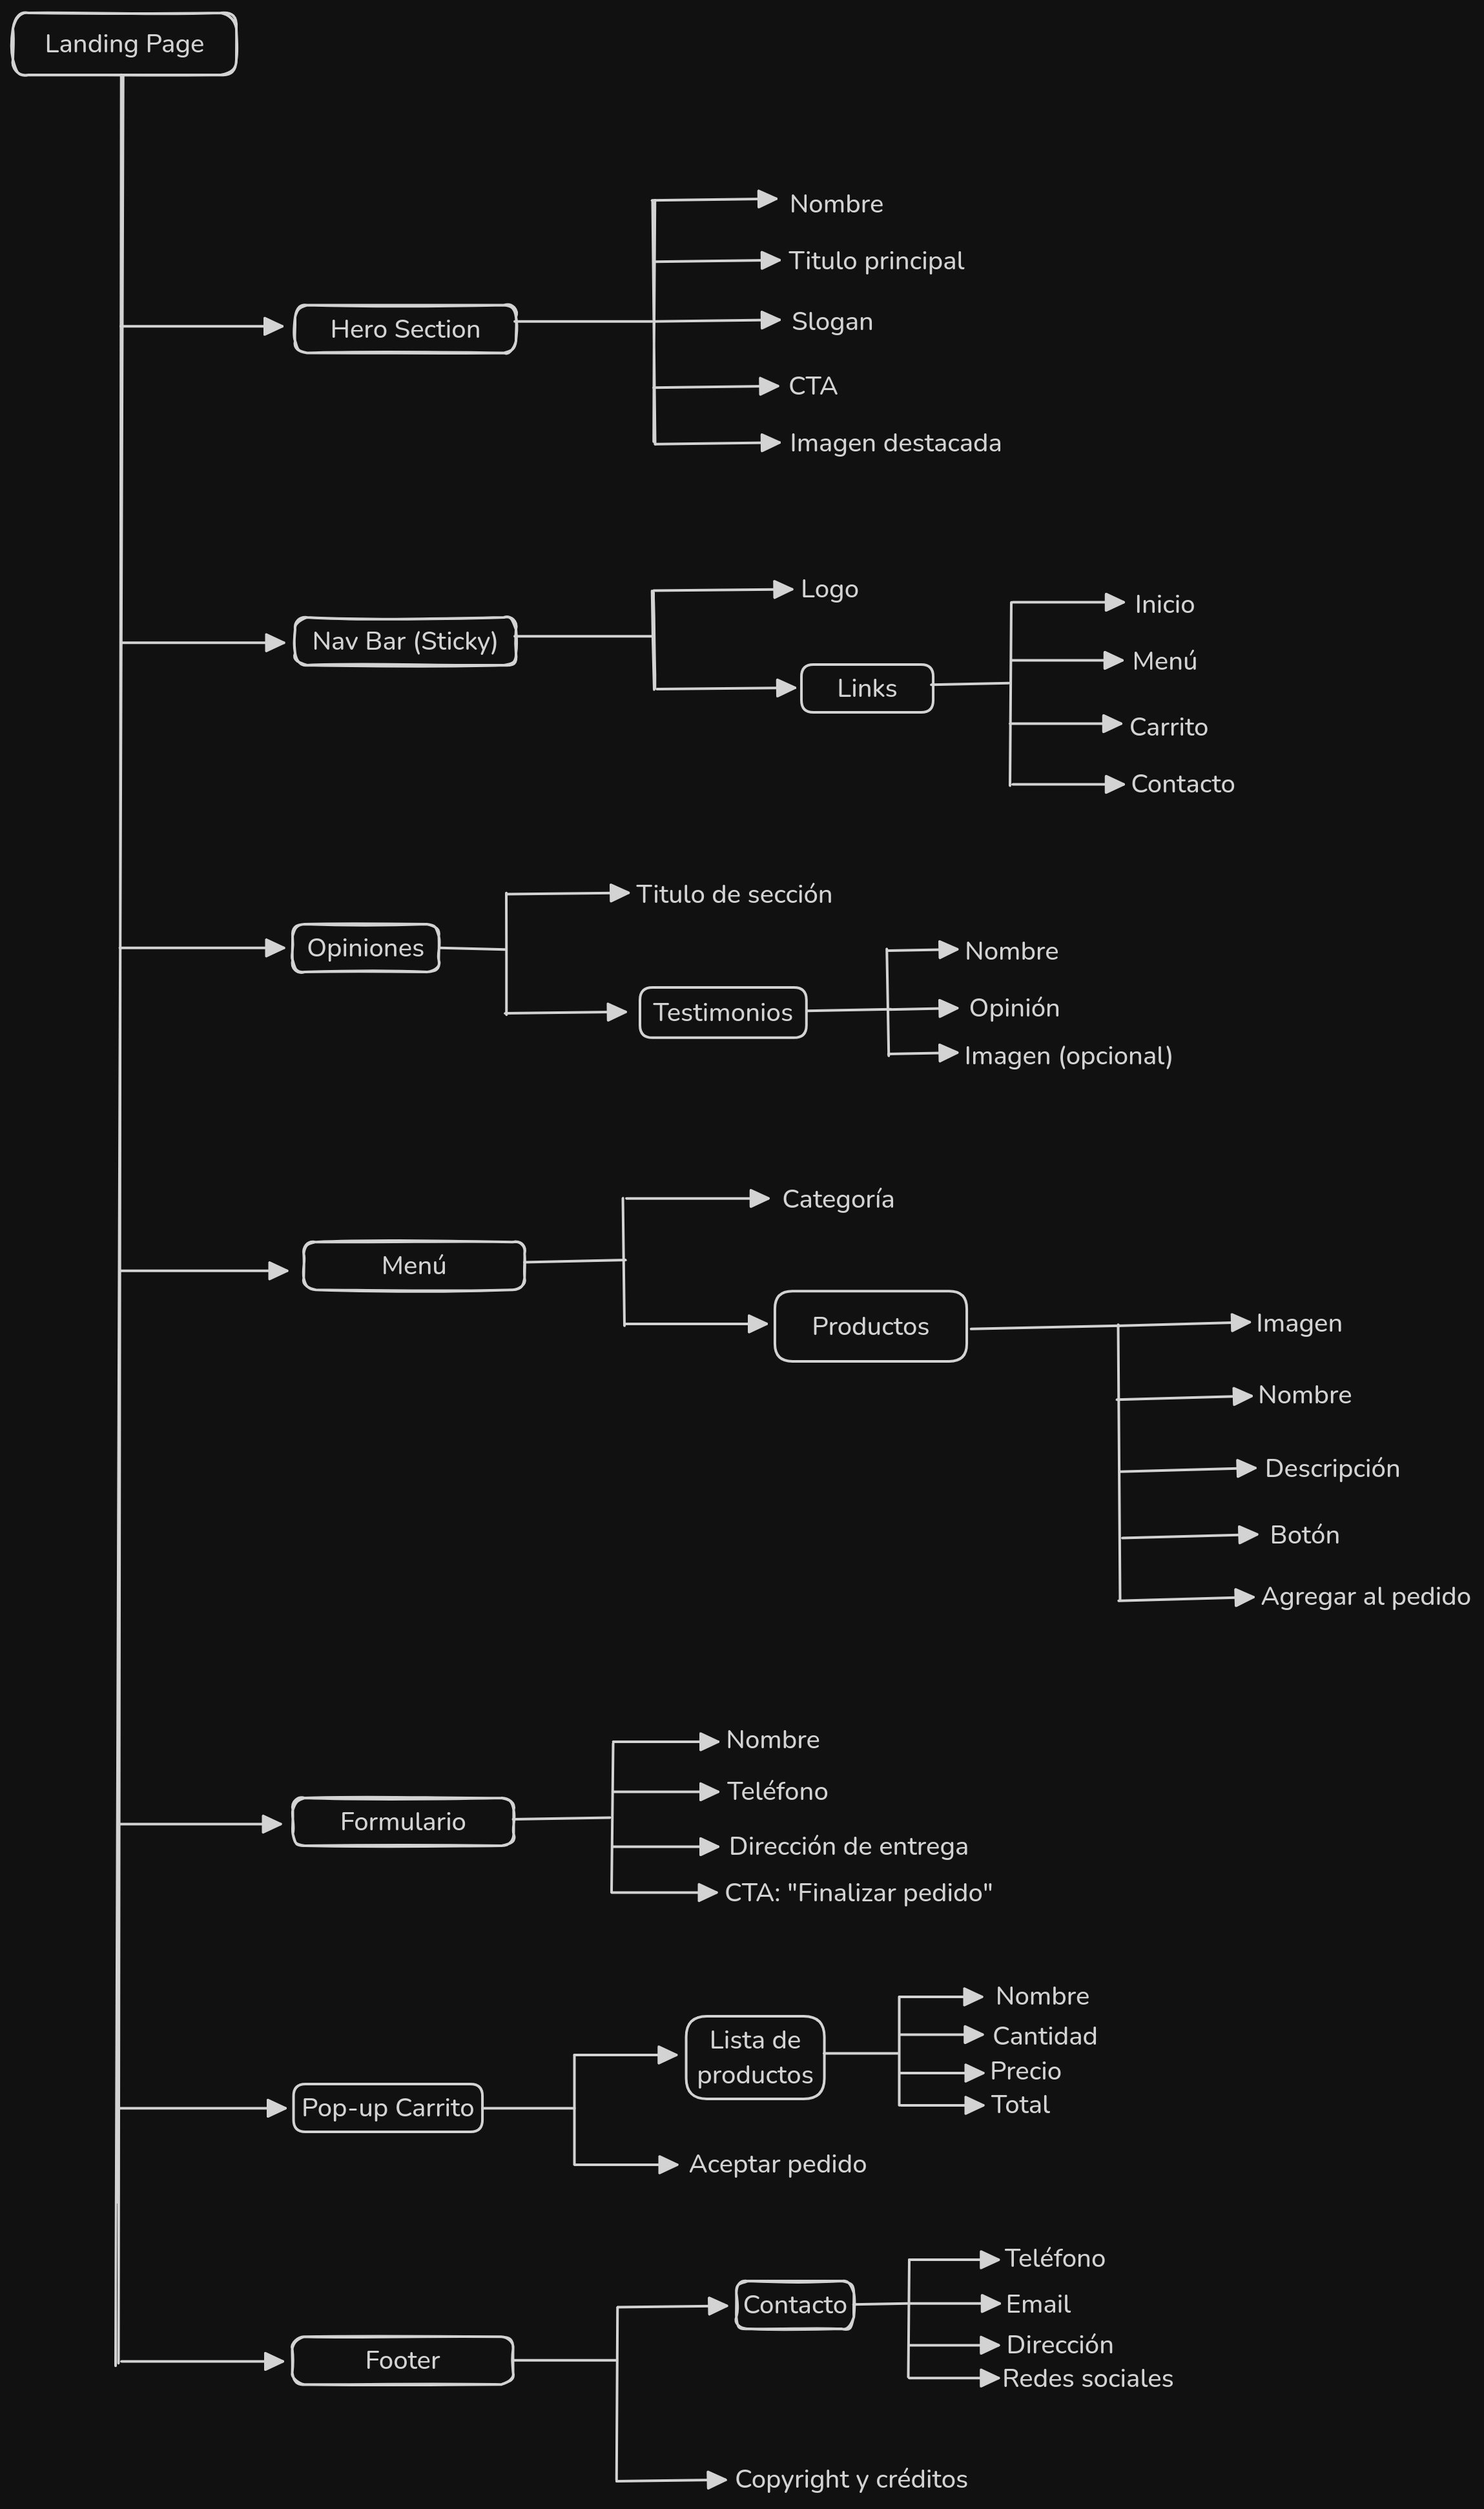 Landing Page
Hero Section
Nombre
Titulo principal
Slogan
CTA
Imagen destacada
Nav Bar (Sticky)
Logo
Links
Inicio
Menú
Carrito
Contacto
Opiniones
Titulo de sección
Testimonios
Nombre
Opinión
Imagen (opcional)
Menú
Categoría
Productos
Imagen
Nombre
Descripción
Botón
Agregar al pedido
Formulario
Nombre
Teléfono
Dirección de entrega
CTA: "Finalizar pedido"
Pop-up Carrito
Lista de
productos
Nombre
Cantidad
Precio
Total
Aceptar pedido
Footer
Contacto
Teléfono
Email
Dirección
Redes sociales
Copyright y créditos